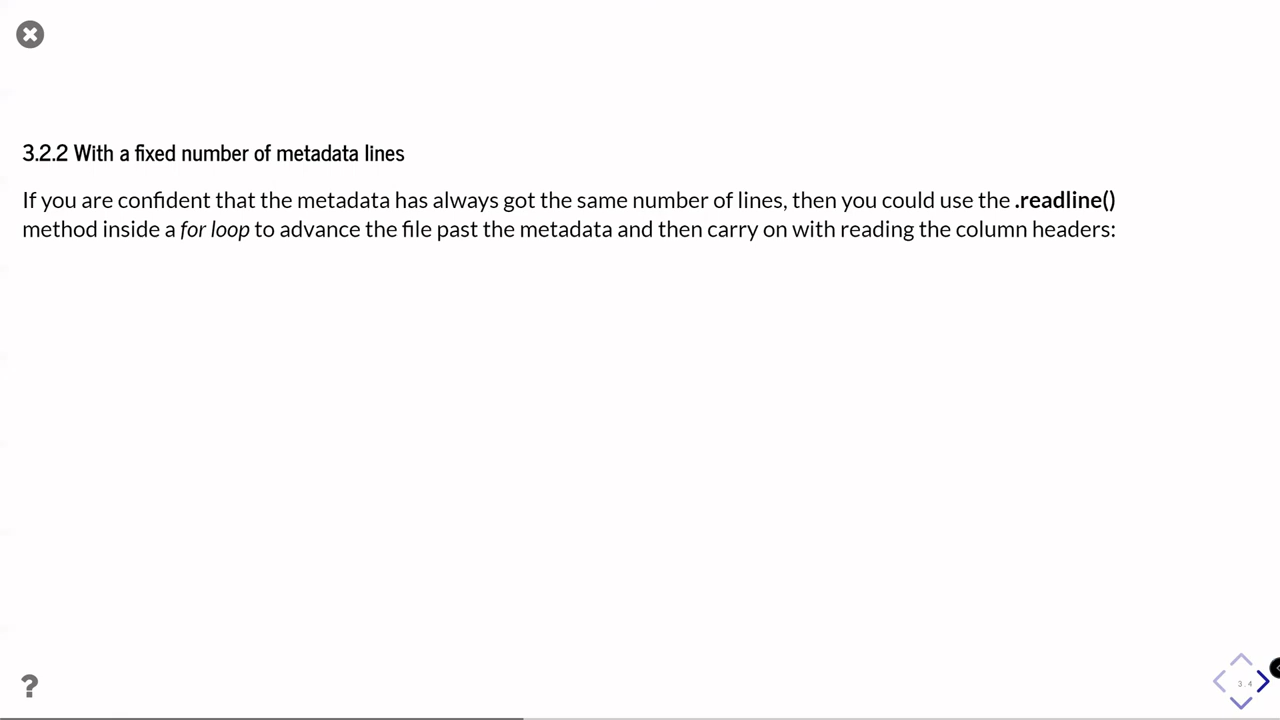 3.2.2 With a fixed number of metadata lines
If you are confident that the metadata has always got the same number of lines, then you could use the .readline()
method inside a for loop to advance the file past the metadata and then carry on with reading the column headers:
?
3.4